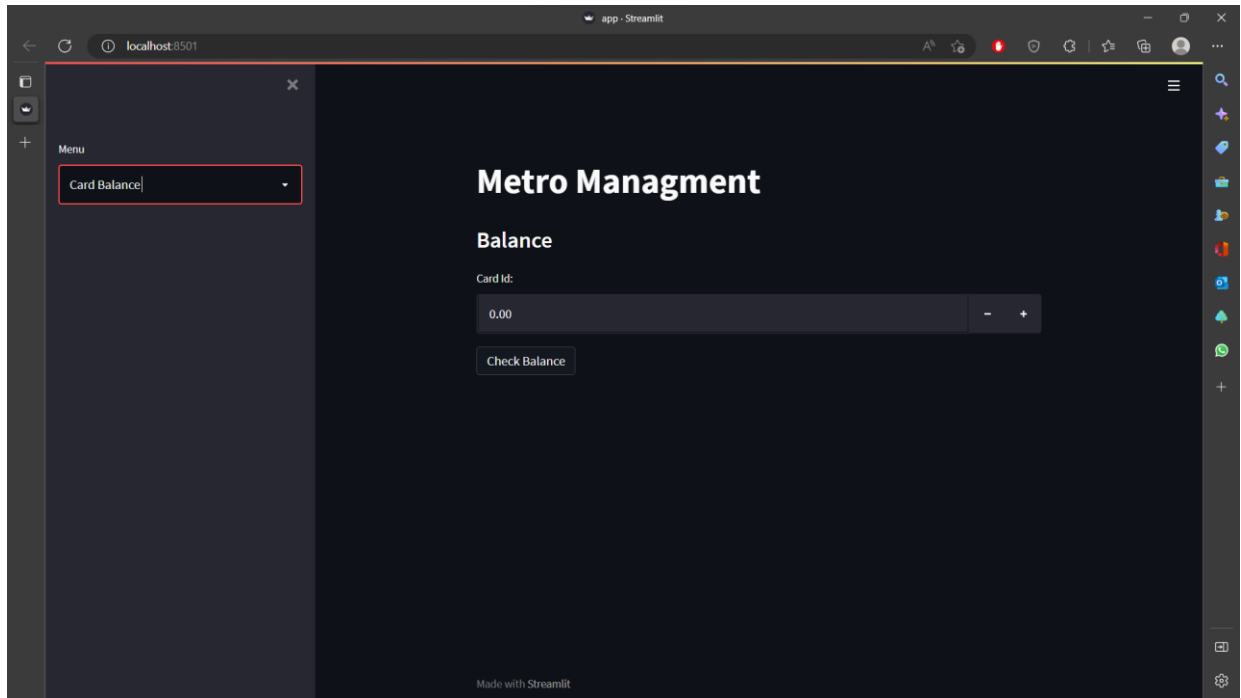 app - Streamlit
localhost:8501
Menu
Card Balance
Metro Managment
Balance
Card Id:
0.00
Check Balance
Made with Streamlit